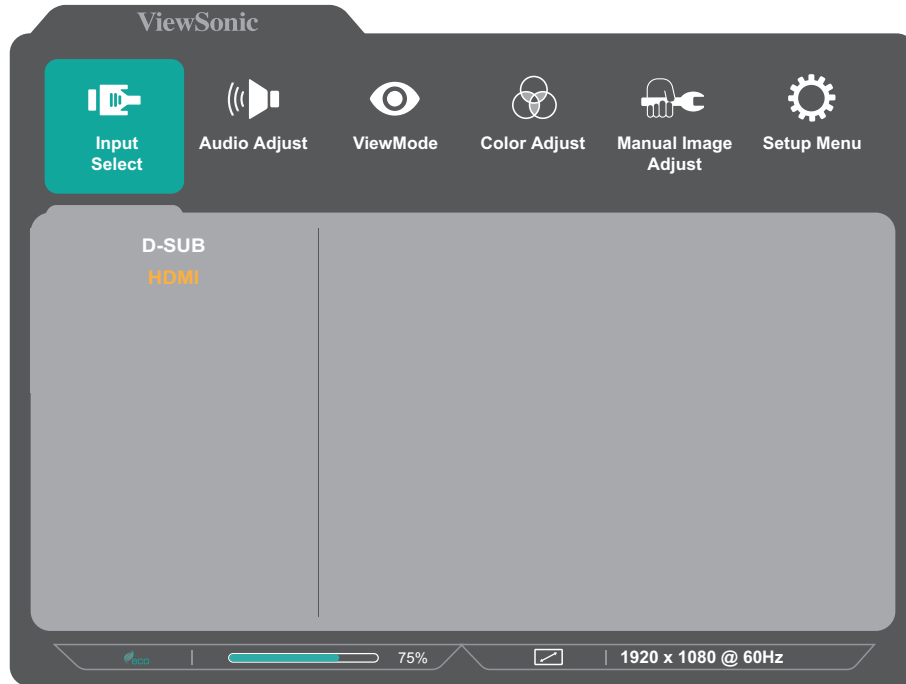 ViewSonic
Input
Select
Audio Adjust
ViewMode
Color Adjust
Manual Image
Adjust
Setup Menu
D-SUB
HDMI
eco
75%
1920 x 1080 @ 60Hz